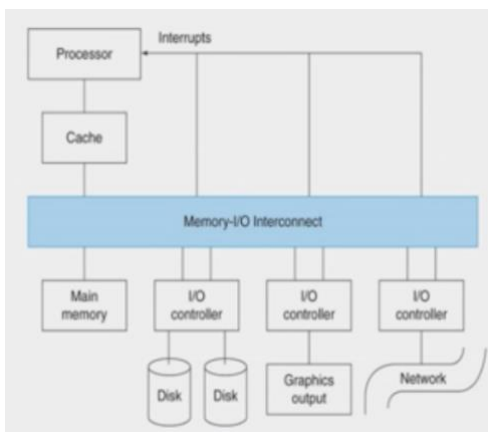 Interrupts
Processor
Cache
Memory-I/O Interconnect
Main
memory
I/O
controller
I/O
controller
I/O
controller
Disk
Disk
Graphics
output
Network